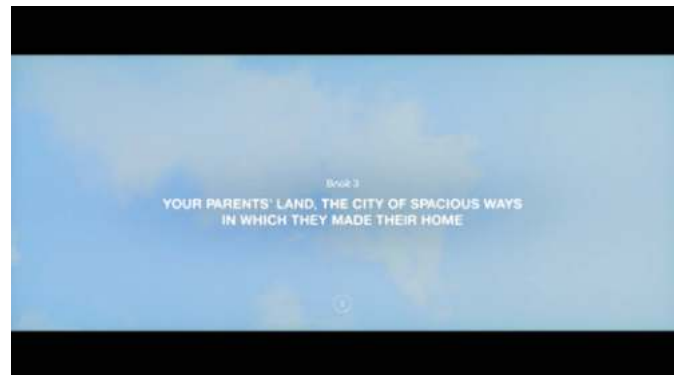 Book 3
YOUR PARENTS' LAND, THE CITY OF SPACIOUS WAYS
IN WHICH THEY MADE THEIR HOME